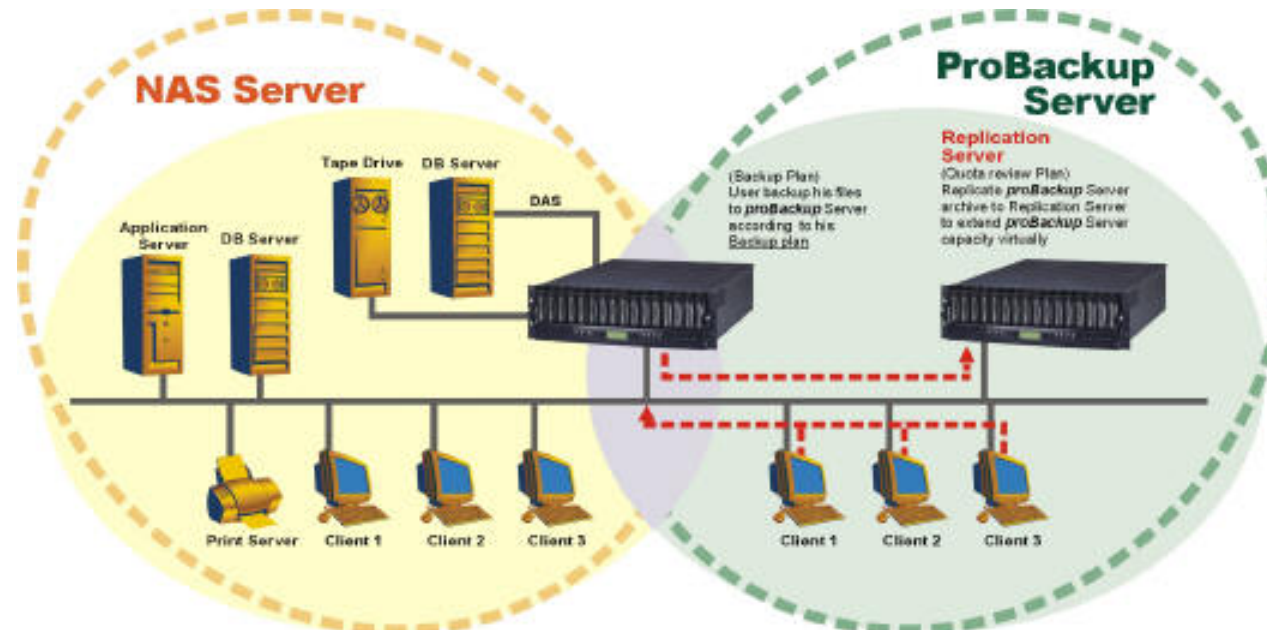 NAS Server
ProBackup
Server
Tape Drive
DB Server
DAS
Application
Server
DB Server
(Backup Plan)
User backup his files
to proBackup Server
according to his
Backup plan
Replication
Server
(Quota review Plan)
Replicate proBackup Server
archive to Replication Server
to extend proBackup Server
capacity virtually
Print Server
Client 1
Client 2
Client 3
Client 1
Client 2
Client 3